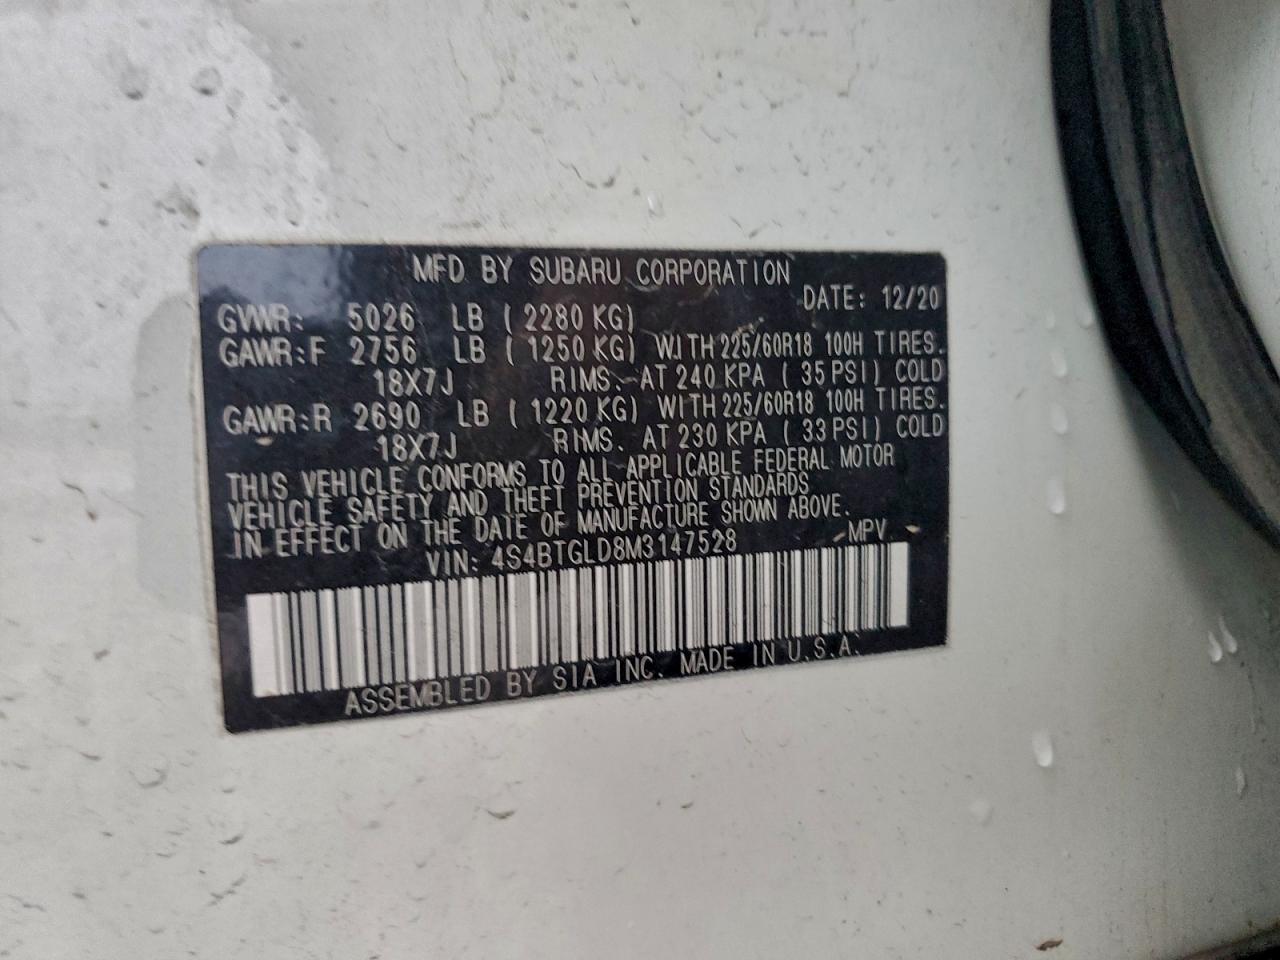 MFD BY SUBARU CORPORATION
DATE: 12/20
GVWR: 5026 LB ( 2280 KG)
GAWR:F 2756 LB ( 1250 KG) WITH 225/60R18 100H TIRES.
18X7J RIMS. AT 240 KPA ( 35 PSI) COLD
GAWR:R 2690 LB ( 1220 KG) WITH 225/60R18 100H TIRES.
18X7J RIMS. AT 230 KPA ( 33 PSI) COLD
THIS VEHICLE CONFORMS TO ALL APPLICABLE FEDERAL MOTOR
VEHICLE SAFETY AND THEFT PREVENTION STANDARDS
IN EFFECT ON THE DATE OF MANUFACTURE SHOWN ABOVE.
VIN: 4S4BTGLD8M3147528 MPV
ASSEMBLED BY SIA INC. MADE IN U.S.A.